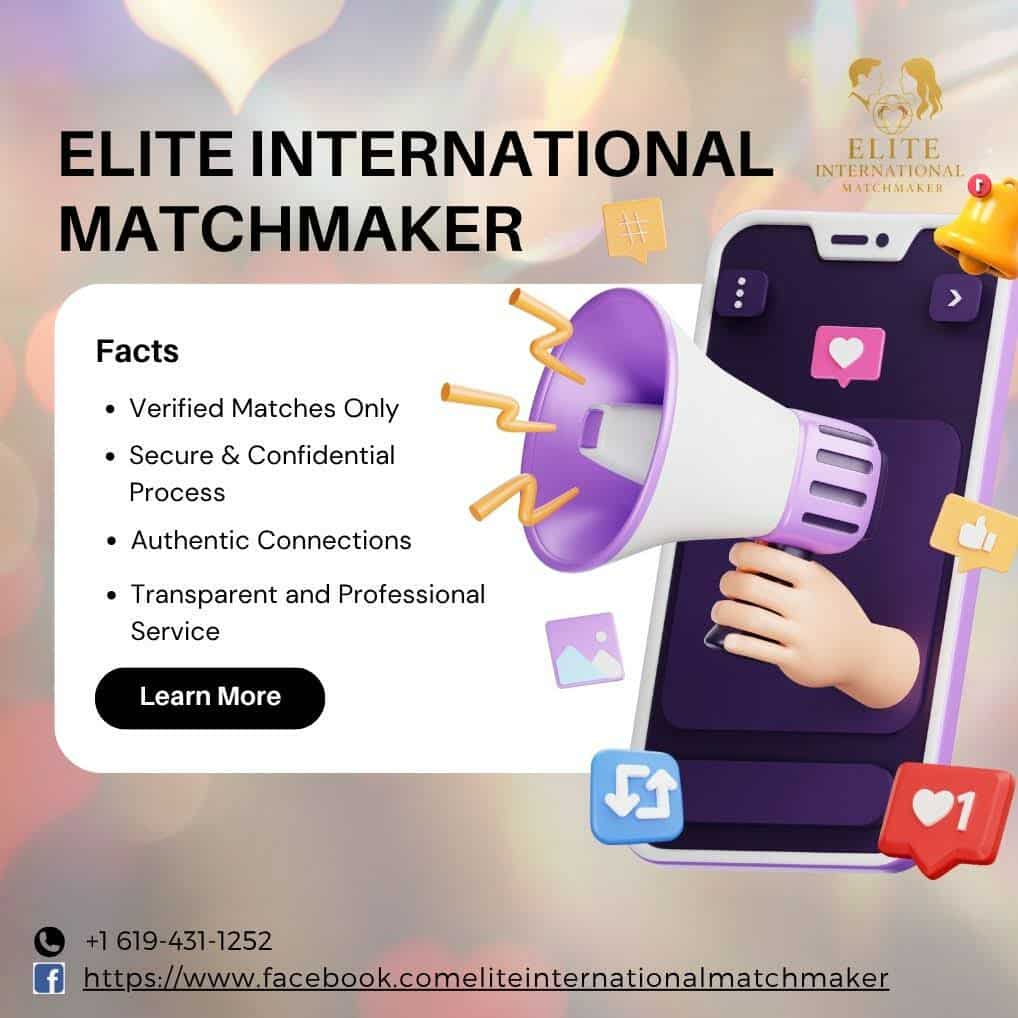 ELITE
INTERNATIONAL
MATCHMAKER
ELITE INTERNATIONAL
MATCHMAKER
#
1
Facts
• Verified Matches Only
• Secure & Confidential
Process
• Authentic Connections
• Transparent and Professional
Service
Learn More
1
+1 619-431-1252
https://www.facebook.comeliteinternationalmatchmaker